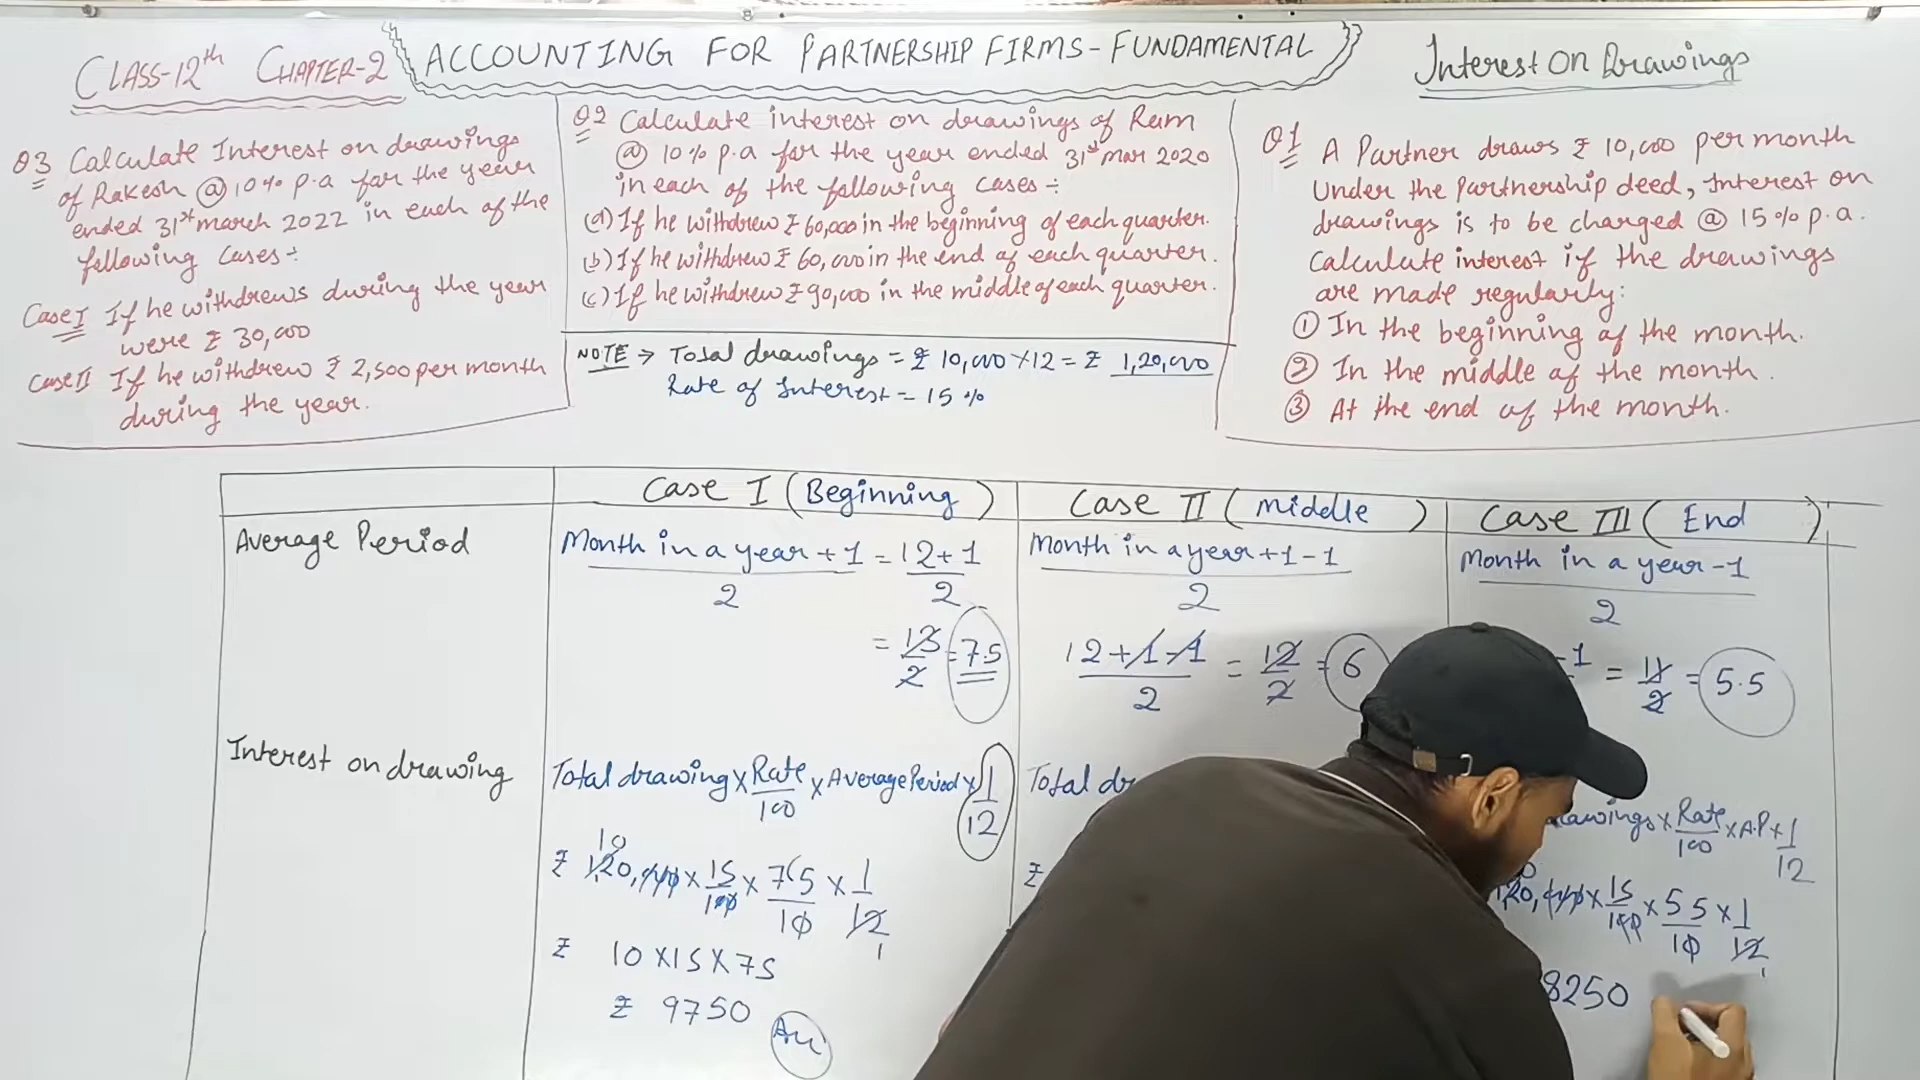 CLASS-12th CHAPTER-2
ACCOUNTING FOR PARTNERSHIP FIRMS-FUNDAMENTAL
Interest On Drawings
Q3 Calculate Interest on drawings
of Rakesh @ 10% p.a for the year
ended 31st march 2022 in each of the
following cases:-
Case I If he withdrews during the year
were ₹ 30,000
Case II If he withdrew ₹ 2,500 per month
during the year.
Q2 Calculate interest on drawings of Ram
@ 10% p.a for the year ended 31st mar 2020
in each of the following cases:-
(a) If he withdrew ₹ 60,000 in the beginning of each quarter.
(b) If he withdrew ₹ 60,000 in the end of each quarter.
(c) If he withdrew ₹ 90,000 in the middle of each quarter.
NOTE → Total drawings = ₹ 10,000 × 12 = ₹ 1,20,000
Rate of Interest = 15 %
Q1 A Partner draws ₹ 10,000 per month
Under the Partnership deed, Interest on
drawings is to be charged @ 15% p.a.
Calculate interest if the drawings
are made regularly:
① In the beginning of the month.
② In the middle of the month.
③ At the end of the month.
Case I (Beginning)
Case II (middle)
Case III (End)
Average Period
Month in a year + 1 = 12 + 1
2 2
= 13 = 7.5
2
Month in a year + 1 - 1
2
12 + 1 - 1 = 12 = 6
2 2
Month in a year - 1
2
-1 = 11 = 5.5
2
Interest on drawing
Total drawing × Rate × Average Period × 1
100 12
10
₹ 1,20,000 × 15 × 75 × 1
100 10 12
1
₹ 10 × 15 × 75
₹ 9750
Total
₹
× Rate × A.P × 1
100 12
120,000 × 15 × 55 × 1
100 10 12
1
8250